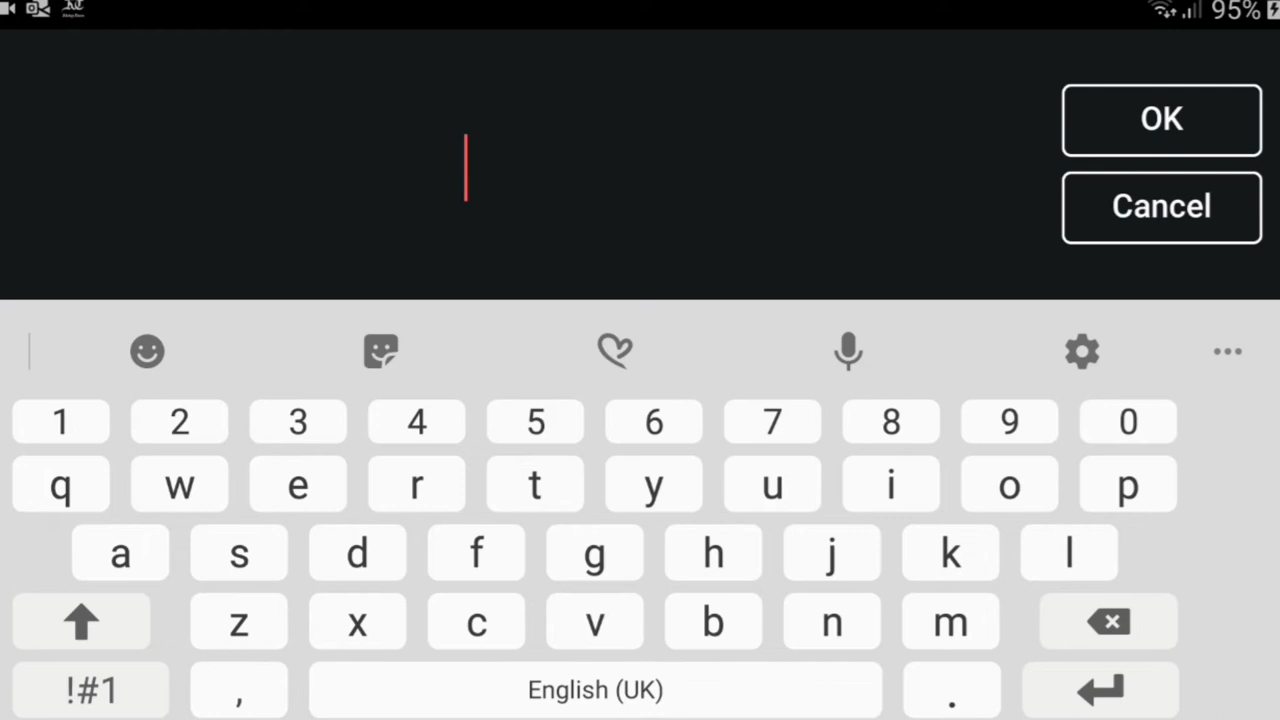 95%
OK
Cancel
1 2 3 4 5 6 7 8 9 0
q w e r t y u i o p
a s d f g h j k l
z x c v b n m
!#1 , English (UK) .